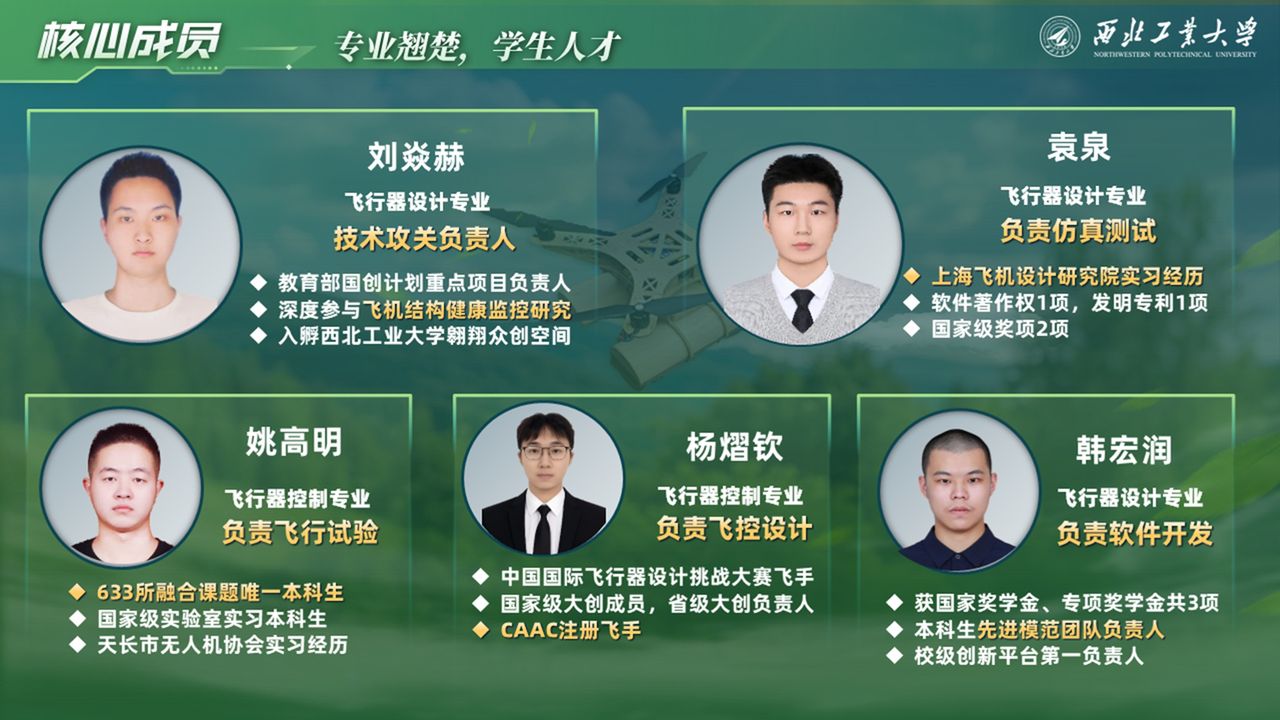 核心成员
专业翘楚，学生人才
西北工业大学
NORTHWESTERN POLYTECHNICAL UNIVERSITY
刘焱赫
飞行器设计专业
技术攻关负责人
◆ 教育部国创计划重点项目负责人
◆ 深度参与飞机结构健康监控研究
◆ 入孵西北工业大学翱翔众创空间
袁泉
飞行器设计专业
负责仿真测试
◆ 上海飞机设计研究院实习经历
◆ 软件著作权1项，发明专利1项
◆ 国家级奖项2项
姚高明
飞行器控制专业
负责飞行试验
◆ 633所融合课题唯一本科生
◆ 国家级实验室实习本科生
◆ 天长市无人机协会实习经历
杨熠钦
飞行器控制专业
负责飞控设计
◆ 中国国际飞行器设计挑战大赛飞手
◆ 国家级大创成员，省级大创负责人
◆ CAAC注册飞手
韩宏润
飞行器设计专业
负责软件开发
◆ 获国家奖学金、专项奖学金共3项
◆ 本科生先进模范团队负责人
◆ 校级创新平台第一负责人